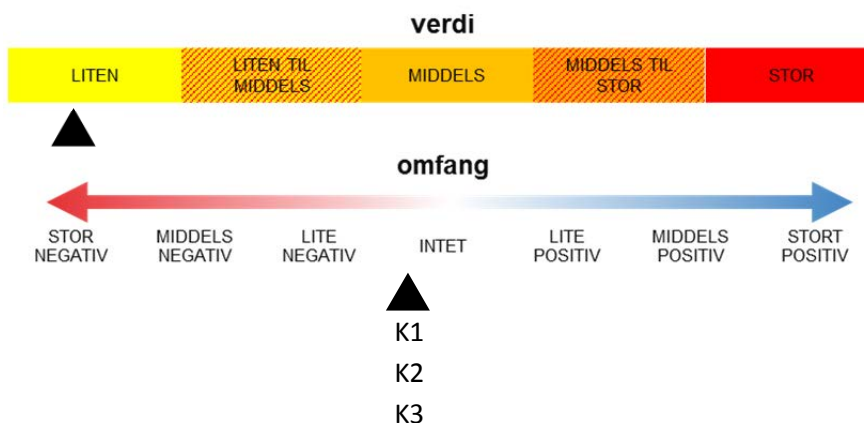 verdi
LITEN
LITEN TIL
MIDDELS
MIDDELS
MIDDELS TIL
STOR
STOR
omfang
STOR
NEGATIV
MIDDELS
NEGATIV
LITE
NEGATIV
INTET
LITE
POSITIV
MIDDELS
POSITIV
STORT
POSITIV
K1
K2
K3